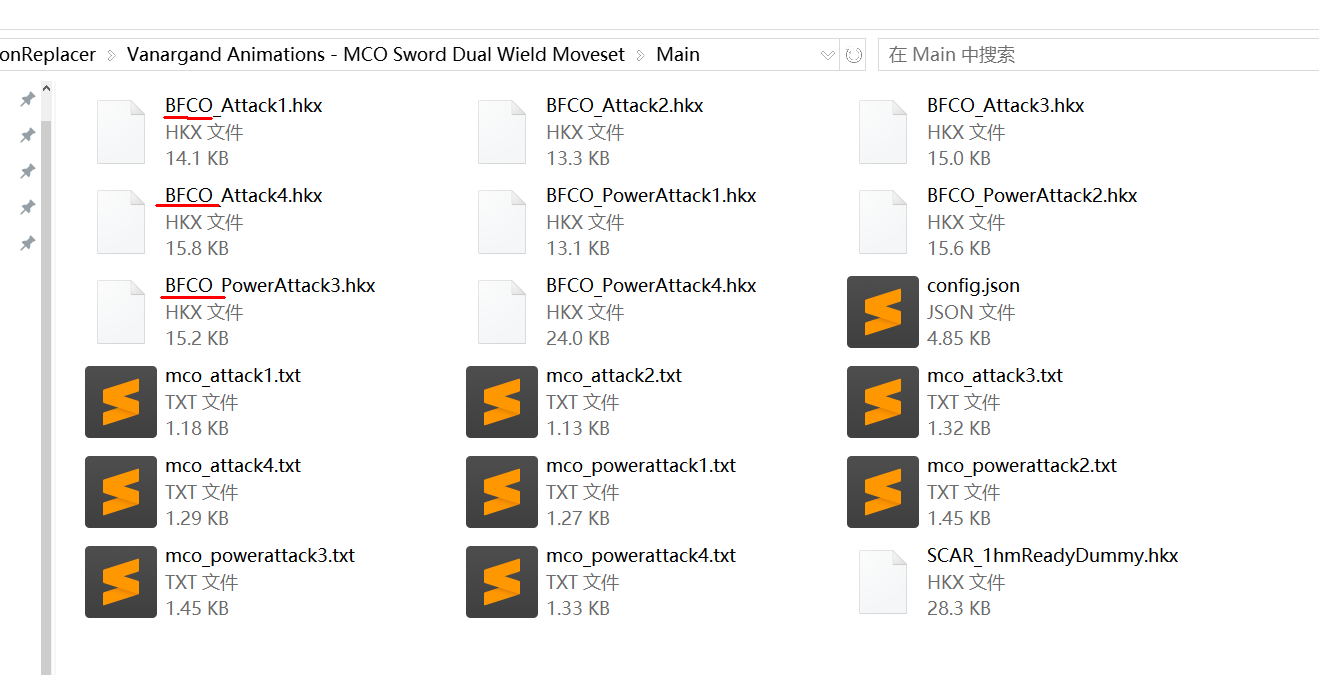 onReplacer > Vanargand Animations - MCO Sword Dual Wield Moveset > Main
在 Main 中搜索
BFCO_Attack1.hkx
HKX 文件
14.1 KB
BFCO_Attack2.hkx
HKX 文件
13.3 KB
BFCO_Attack3.hkx
HKX 文件
15.0 KB
BFCO_Attack4.hkx
HKX 文件
15.8 KB
BFCO_PowerAttack1.hkx
HKX 文件
13.1 KB
BFCO_PowerAttack2.hkx
HKX 文件
15.6 KB
BFCO_PowerAttack3.hkx
HKX 文件
15.2 KB
BFCO_PowerAttack4.hkx
HKX 文件
24.0 KB
config.json
JSON 文件
4.85 KB
mco_attack1.txt
TXT 文件
1.18 KB
mco_attack2.txt
TXT 文件
1.13 KB
mco_attack3.txt
TXT 文件
1.32 KB
mco_attack4.txt
TXT 文件
1.29 KB
mco_powerattack1.txt
TXT 文件
1.27 KB
mco_powerattack2.txt
TXT 文件
1.45 KB
mco_powerattack3.txt
TXT 文件
1.45 KB
mco_powerattack4.txt
TXT 文件
1.33 KB
SCAR_1hmReadyDummy.hkx
HKX 文件
28.3 KB